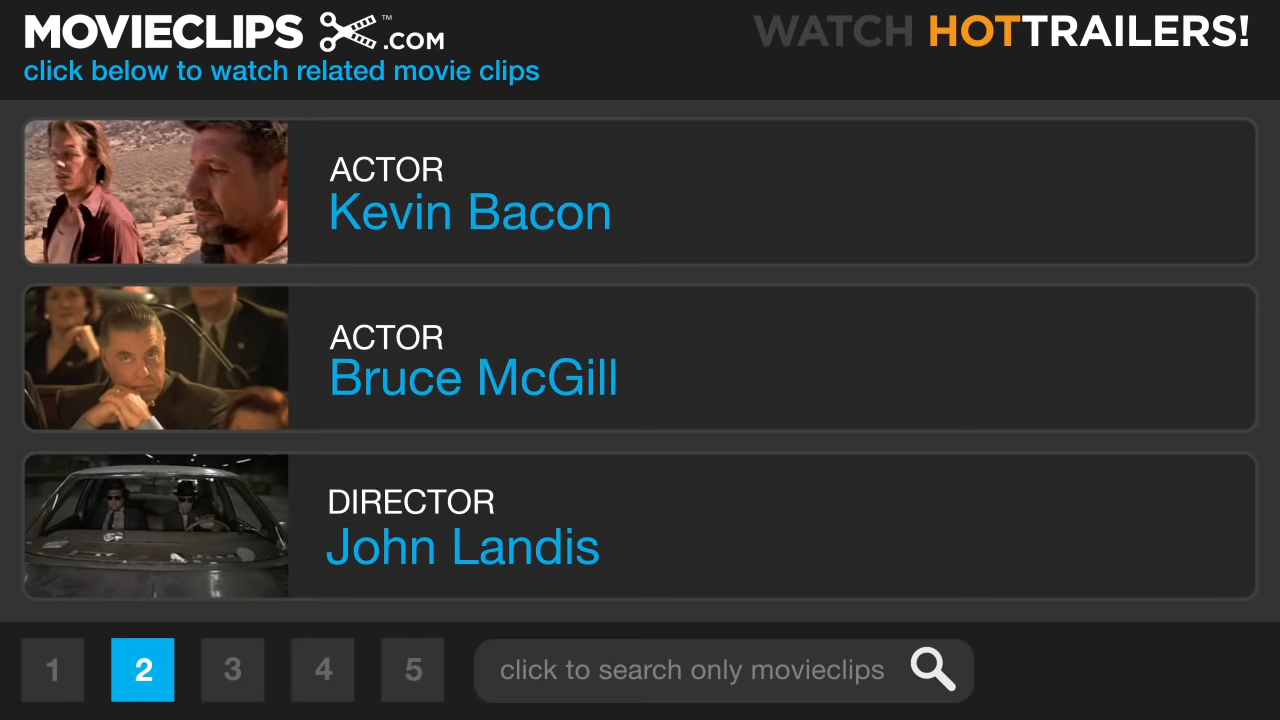 MOVIECLIPS ™ .COM
WATCH HOTTRAILERS!
click below to watch related movie clips
ACTOR
Kevin Bacon
ACTOR
Bruce McGill
DIRECTOR
John Landis
1 2 3 4 5 click to search only movieclips